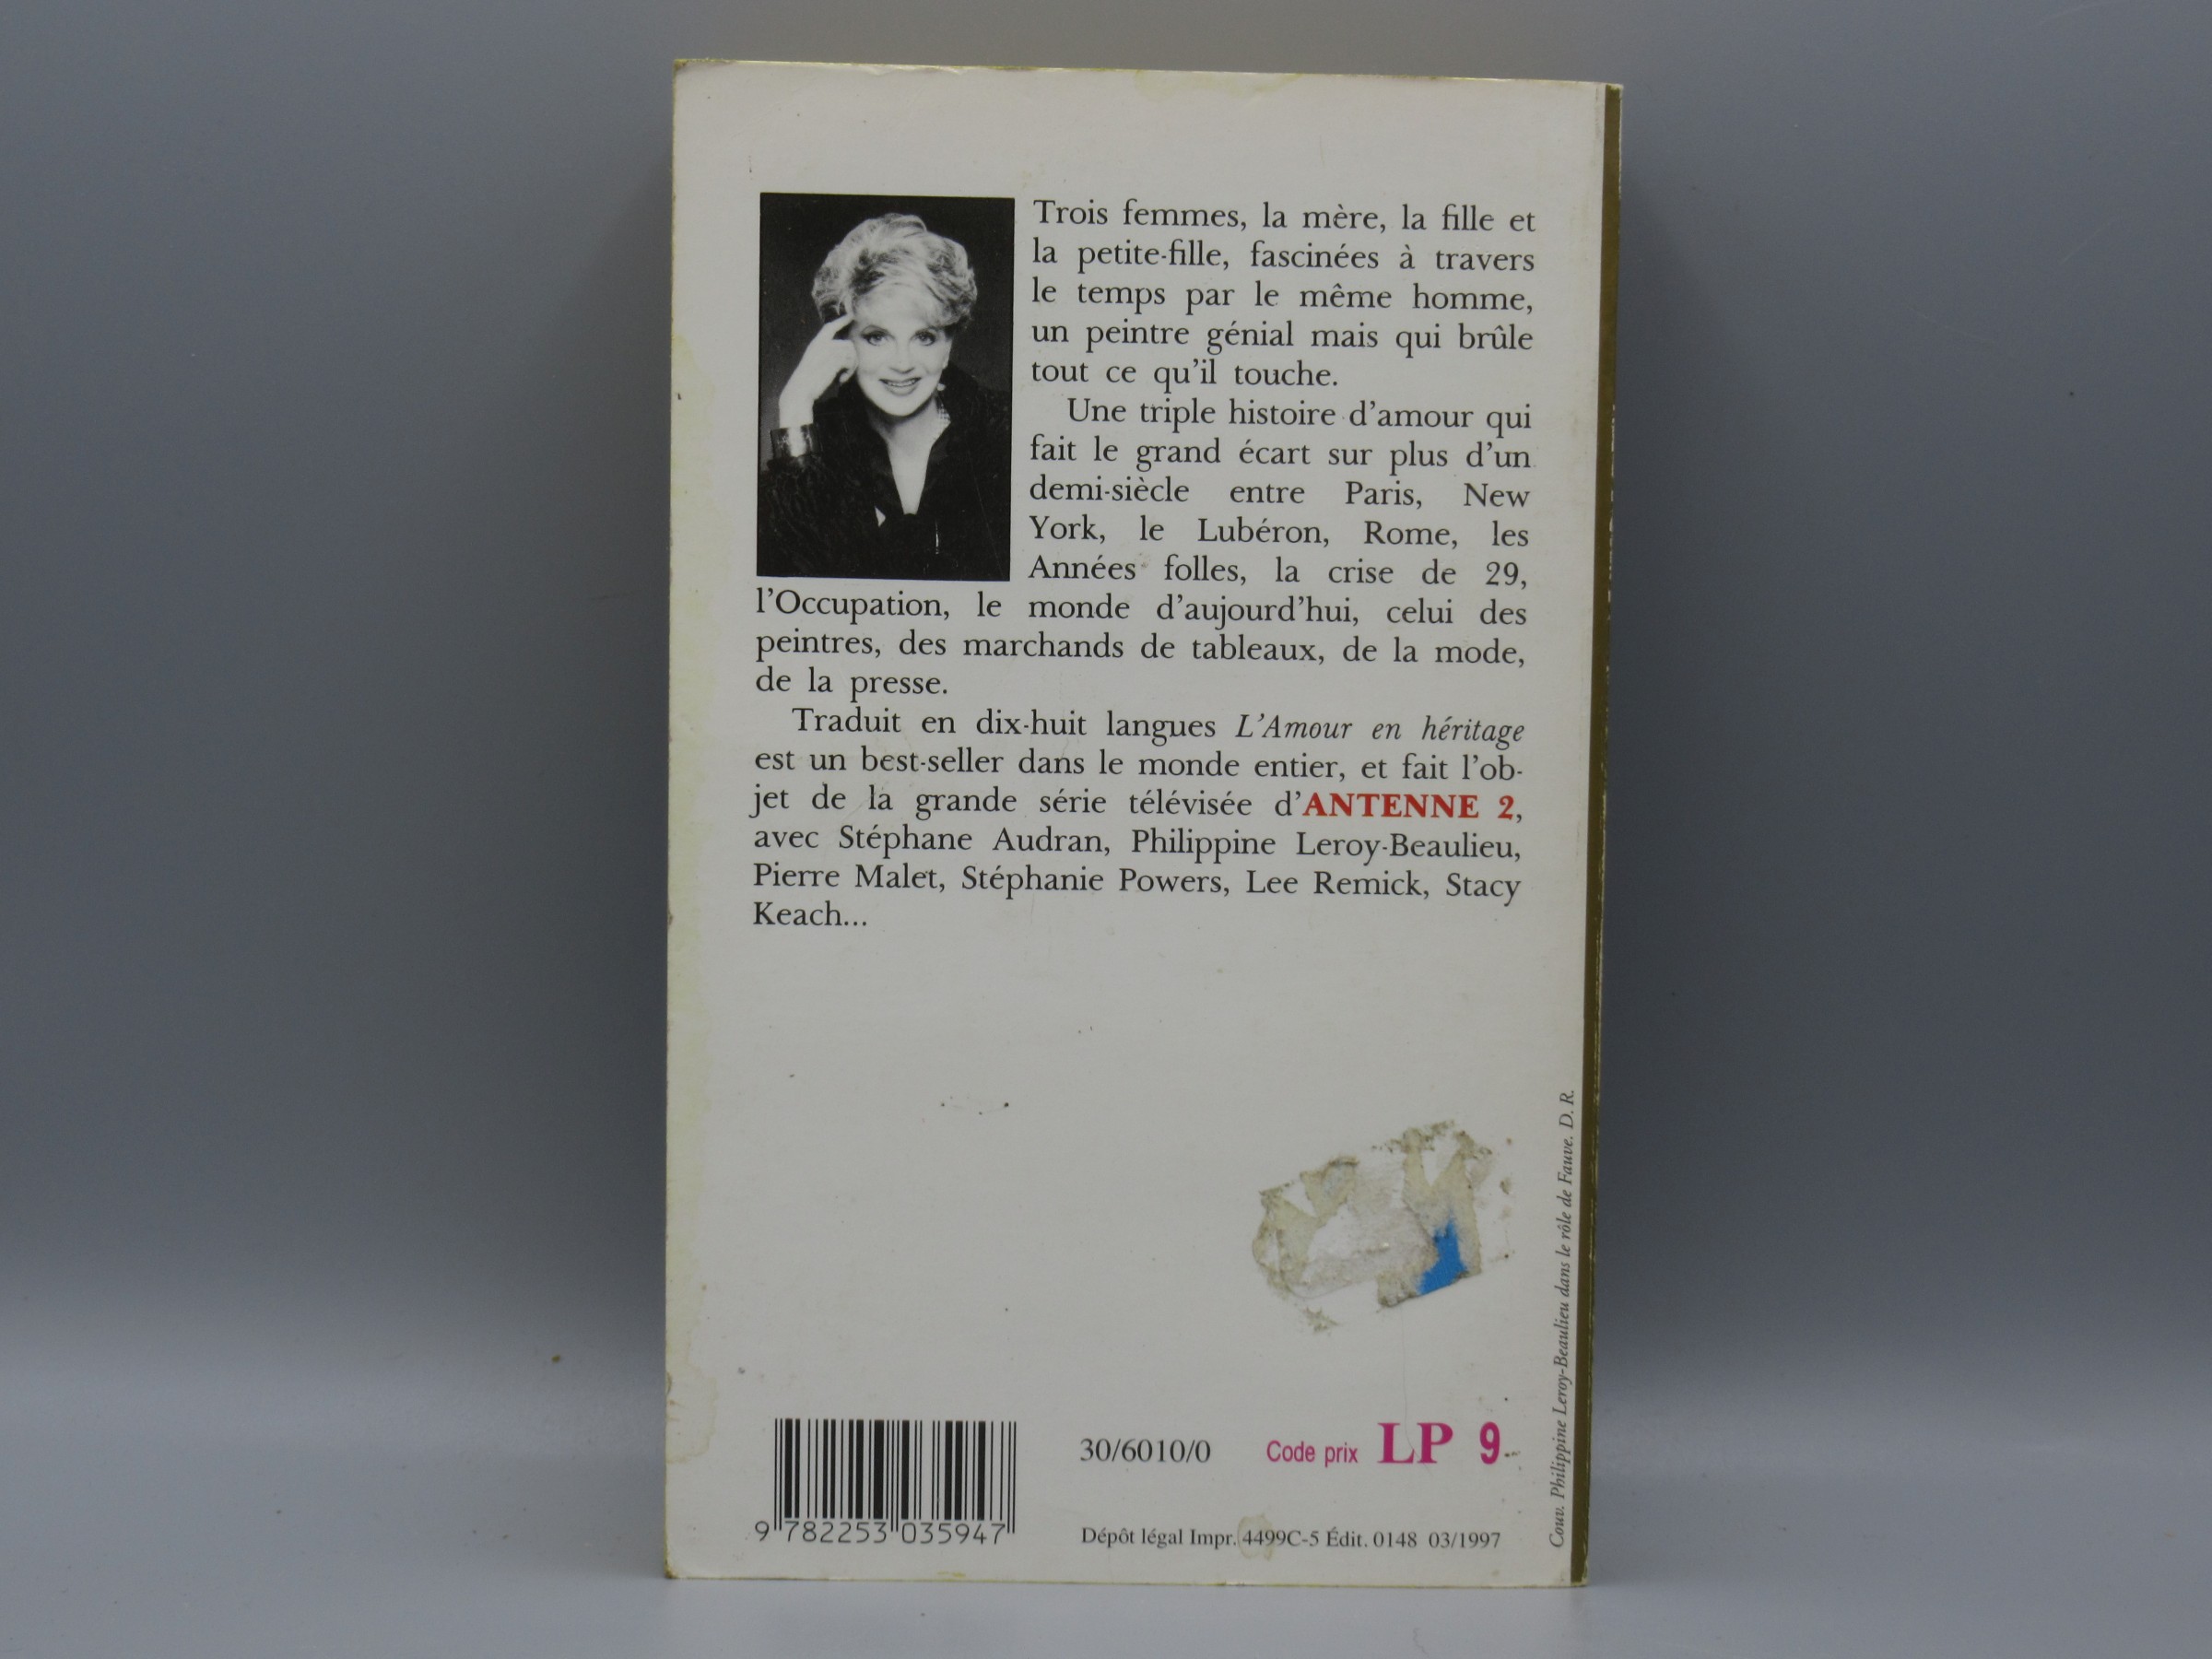 Trois femmes, la mère, la fille et
la petite-fille, fascinées à travers
le temps par le même homme,
un peintre génial mais qui brûle
tout ce qu'il touche.
Une triple histoire d'amour qui
fait le grand écart sur plus d'un
demi-siècle entre Paris, New
York, le Lubéron, Rome, les
Années folles, la crise de 29,
l'Occupation, le monde d'aujourd'hui, celui des
peintres, des marchands de tableaux, de la mode,
de la presse.
Traduit en dix-huit langues L'Amour en héritage
est un best-seller dans le monde entier, et fait l'ob-
jet de la grande série télévisée d'ANTENNE 2,
avec Stéphane Audran, Philippine Leroy-Beaulieu,
Pierre Malet, Stéphanie Powers, Lee Remick, Stacy
Keach...
Couv. Philippine Leroy-Beaulieu dans le rôle de Fauve. D. R.
30/6010/0 Code prix LP 9
9 782253 035947
Dépôt légal Impr. 4499C-5 Édit. 0148 03/1997